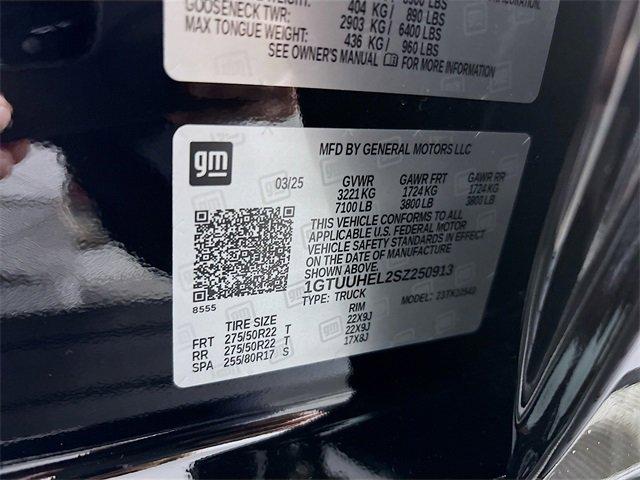 GOOSENECK TWR: 404 KG / 890 LBS
2903 KG / 6400 LBS
MAX TONGUE WEIGHT: 436 KG / 960 LBS
SEE OWNER'S MANUAL FOR MORE INFORMATION
gm
MFD BY GENERAL MOTORS LLC
03/25
GVWR GAWR FRT GAWR RR
3221 KG 1724 KG 1724 KG
7100 LB 3800 LB 3800 LB
THIS VEHICLE CONFORMS TO ALL
APPLICABLE U.S. FEDERAL MOTOR
VEHICLE SAFETY STANDARDS IN EFFECT
ON THE DATE OF MANUFACTURE
SHOWN ABOVE.
1GTUUHEL2SZ250913
TYPE: TRUCK MODEL:
8555
TIRE SIZE RIM
FRT 275/50R22 T 22X9J
RR 275/50R22 T 22X9J
SPA 255/80R17 S 17X8J